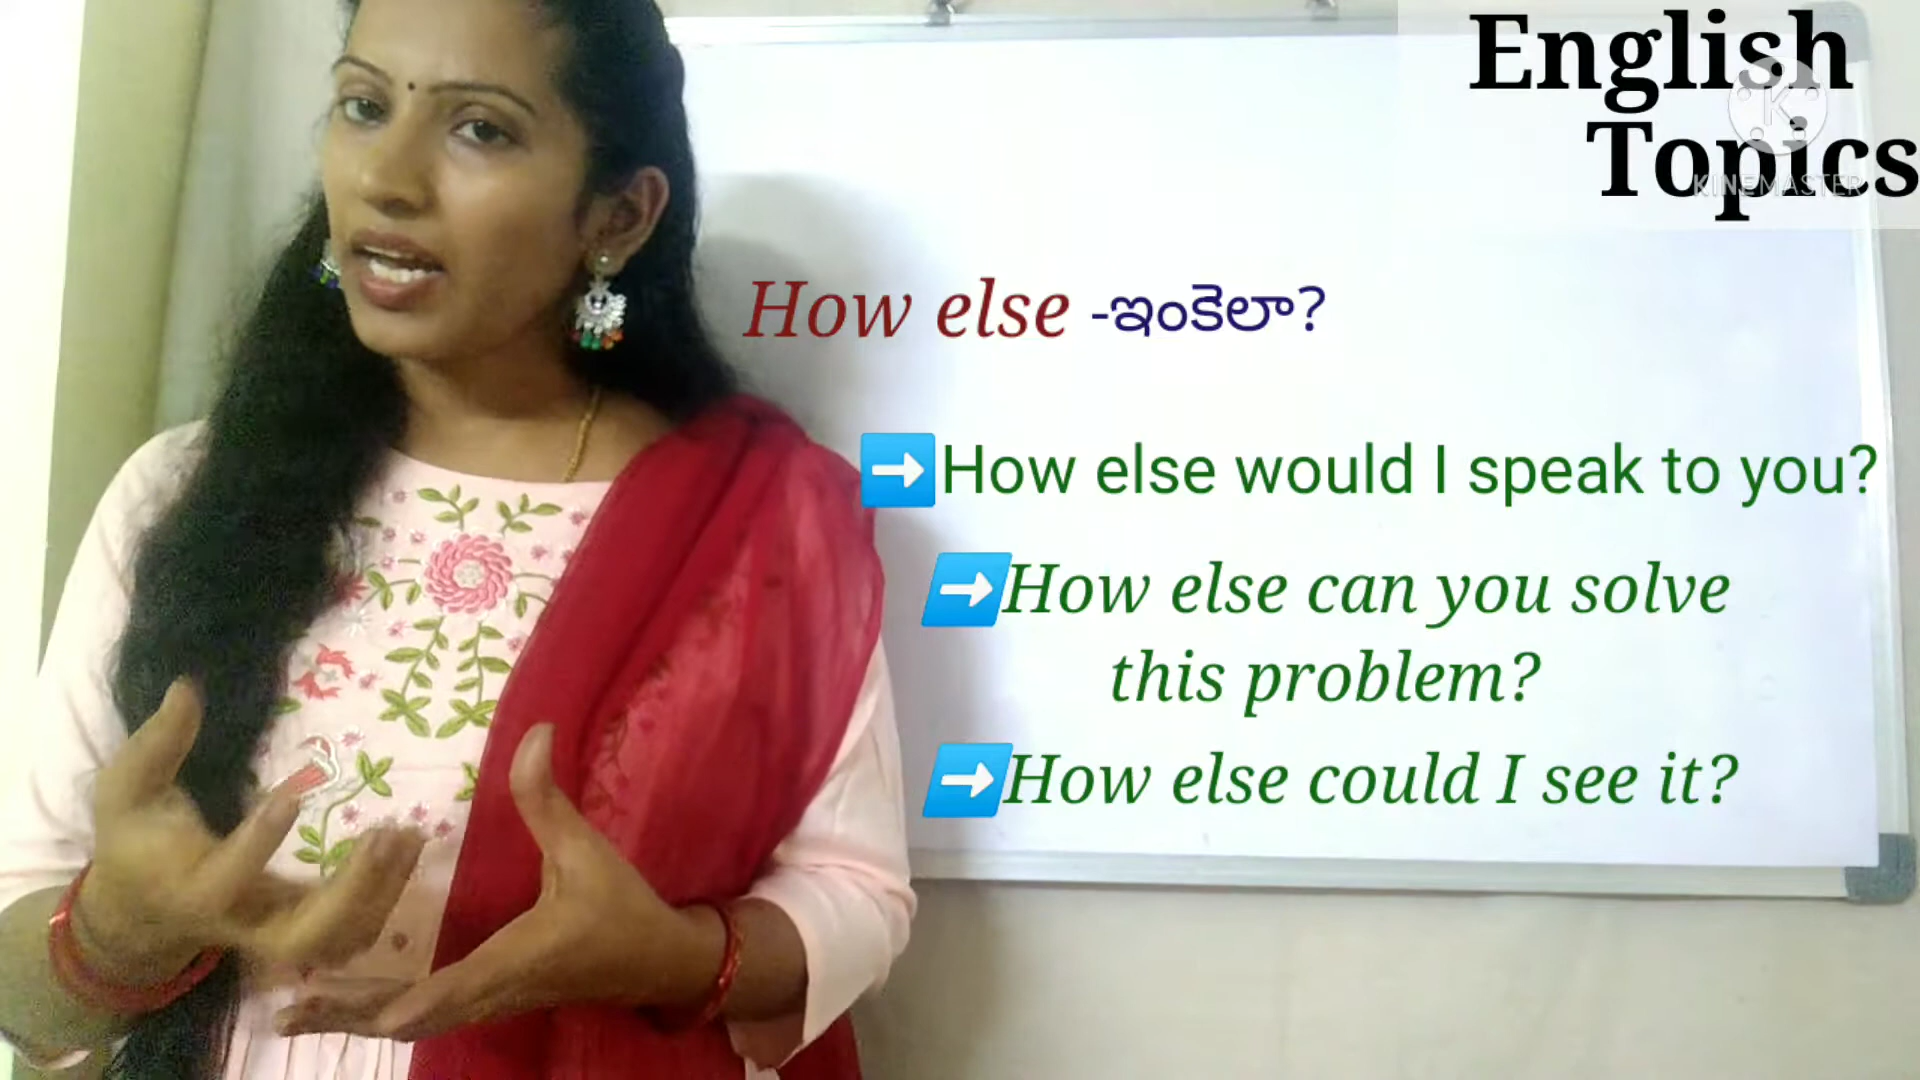 English
Topics
KINEMASTER
How else -ఇంకెలా?
➡How else would I speak to you?
➡How else can you solve
this problem?
➡How else could I see it?